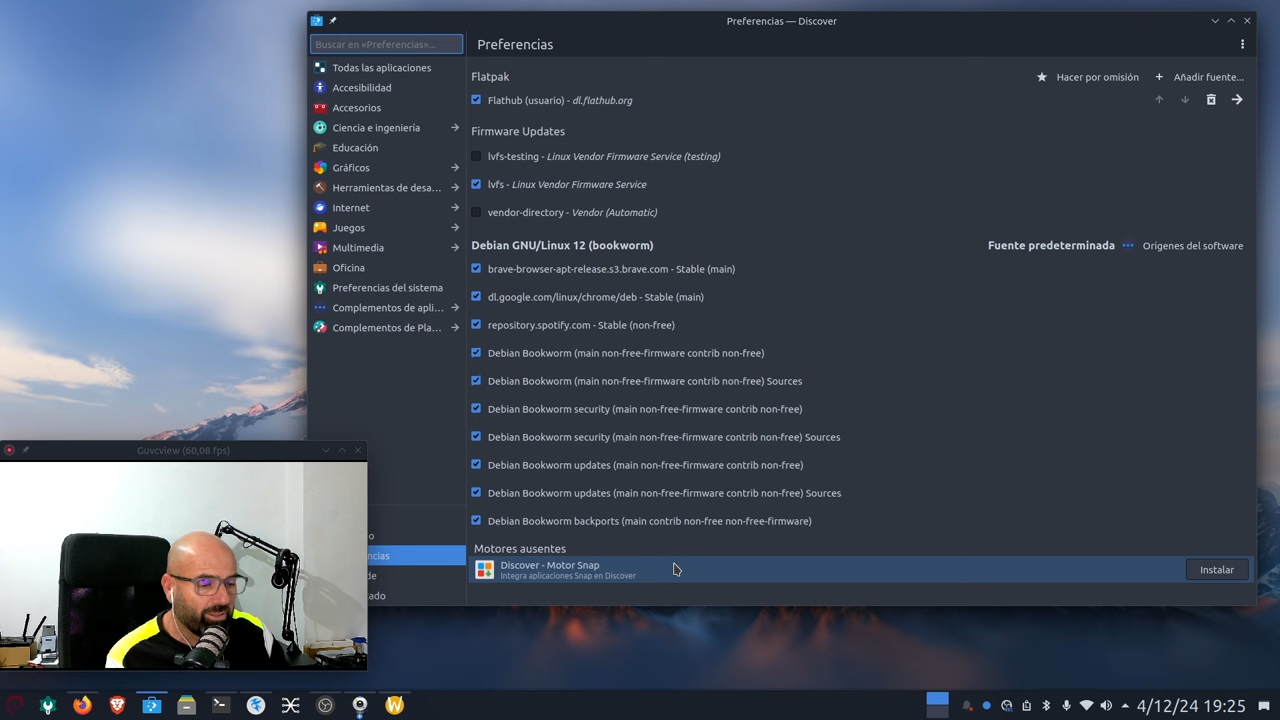 Preferencias — Discover
Buscar en «Preferencias»...
Preferencias
Todas las aplicaciones
Accesibilidad
Accesorios
Ciencia e ingeniería
Educación
Gráficos
Herramientas de desa...
Internet
Juegos
Multimedia
Oficina
Preferencias del sistema
Complementos de apli...
Complementos de Pla...
Flatpak
Hacer por omisión
Añadir fuente...
Flathub (usuario) - dl.flathub.org
Firmware Updates
lvfs-testing - Linux Vendor Firmware Service (testing)
lvfs - Linux Vendor Firmware Service
vendor-directory - Vendor (Automatic)
Debian GNU/Linux 12 (bookworm)
Fuente predeterminada
Orígenes del software
brave-browser-apt-release.s3.brave.com - Stable (main)
dl.google.com/linux/chrome/deb - Stable (main)
repository.spotify.com - Stable (non-free)
Debian Bookworm (main non-free-firmware contrib non-free)
Debian Bookworm (main non-free-firmware contrib non-free) Sources
Debian Bookworm security (main non-free-firmware contrib non-free)
Debian Bookworm security (main non-free-firmware contrib non-free) Sources
Debian Bookworm updates (main non-free-firmware contrib non-free)
Debian Bookworm updates (main non-free-firmware contrib non-free) Sources
Debian Bookworm backports (main contrib non-free non-free-firmware)
Motores ausentes
Discover - Motor Snap
Integra aplicaciones Snap en Discover
Instalar
Guvcview (60,08 fps)
o
ncias
de
ado
4/12/24 19:25